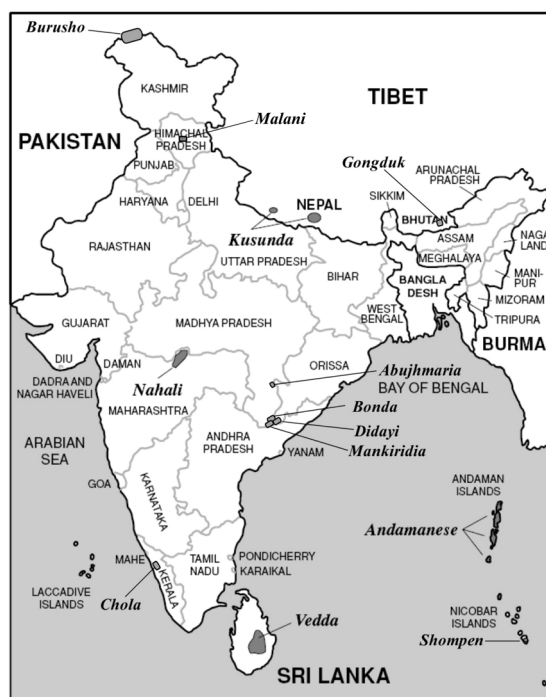 Burusho
KASHMIR
TIBET
Malani
HIMACHAL
PRADESH
PAKISTAN
PUNJAB
Gongduk
ARUNACHAL
PRADESH
HARYANA
DELHI
SIKKIM
NEPAL
BHUTAN
Kusunda
ASSAM
NAGA
LAND
RAJASTHAN
UTTAR PRADESH
MEGHALAYA
BIHAR
BANGLA
DESH
MANI-
PUR
MIZORAM
GUJARAT
MADHYA PRADESH
WEST
BENGAL
TRIPURA
BURMA
DIU
DAMAN
ORISSA
Abujhmaria
DADRA AND
NAGAR HAVELI
Nahali
BAY OF BENGAL
MAHARASHTRA
Bonda
Didayi
Mankiridia
ARABIAN
SEA
ANDHRA
PRADESH
YANAM
GOA
KARNATAKA
ANDAMAN
ISLANDS
Andamanese
MAHE
TAMIL
NADU
PONDICHERRY
KARAIKAL
KERALA
LACCADIVE
ISLANDS
Chola
NICOBAR
ISLANDS
Vedda
Shompen
SRI LANKA